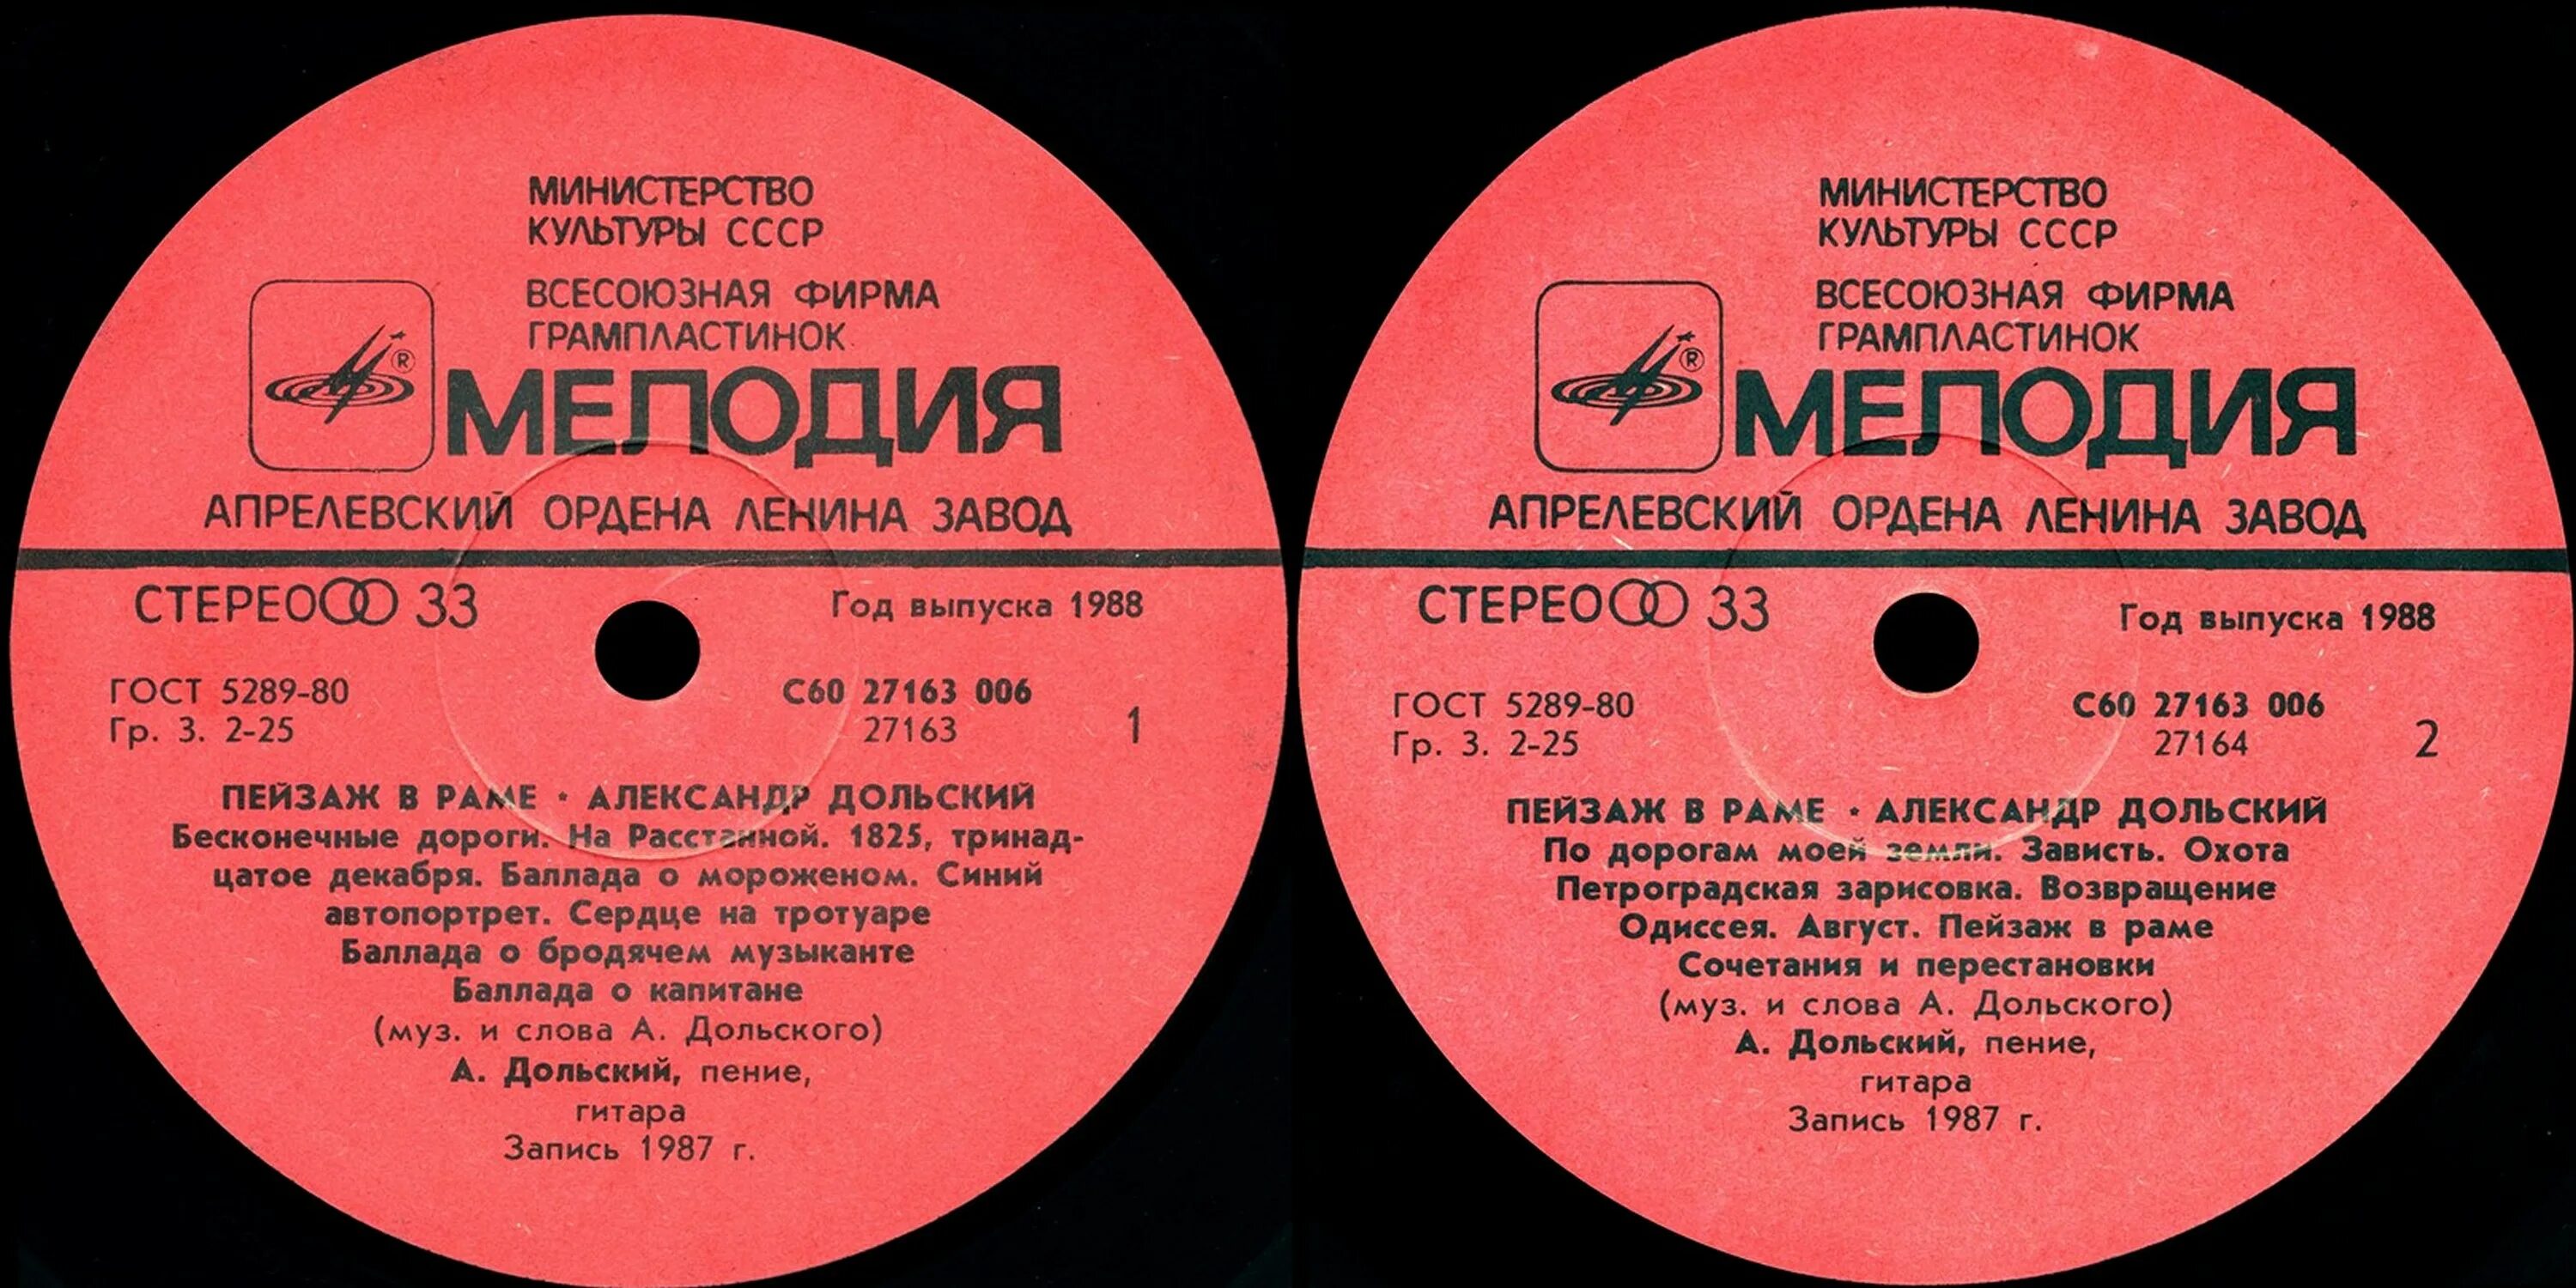 МИНИСТЕРСТВО
КУЛЬТУРЫ СССР
ВСЕСОЮЗНАЯ ФИРМА
ГРАМПЛАСТИНОК
®
МЕЛОДИЯ
АПРЕЛЕВСКИЙ ОРДЕНА ЛЕНИНА ЗАВОД
СТЕРЕО 33
Год выпуска 1988
ГОСТ 5289-80
Гр. 3. 2-25
С60 27163 006
27163
1
ПЕЙЗАЖ В РАМЕ · АЛЕКСАНДР ДОЛЬСКИЙ
Бесконечные дороги. На Расстанной. 1825, тринад-
цатое декабря. Баллада о мороженом. Синий
автопортрет. Сердце на тротуаре
Баллада о бродячем музыканте
Баллада о капитане
(муз. и слова А. Дольского)
А. Дольский, пение,
гитара
Запись 1987 г.
МИНИСТЕРСТВО
КУЛЬТУРЫ СССР
ВСЕСОЮЗНАЯ ФИРМА
ГРАМПЛАСТИНОК
®
МЕЛОДИЯ
АПРЕЛЕВСКИЙ ОРДЕНА ЛЕНИНА ЗАВОД
СТЕРЕО 33
Год выпуска 1988
ГОСТ 5289-80
Гр. 3. 2-25
С60 27163 006
27164
2
ПЕЙЗАЖ В РАМЕ · АЛЕКСАНДР ДОЛЬСКИЙ
По дорогам моей земли. Зависть. Охота
Петроградская зарисовка. Возвращение
Одиссея. Август. Пейзаж в раме
Сочетания и перестановки
(муз. и слова А. Дольского)
А. Дольский, пение,
гитара
Запись 1987 г.